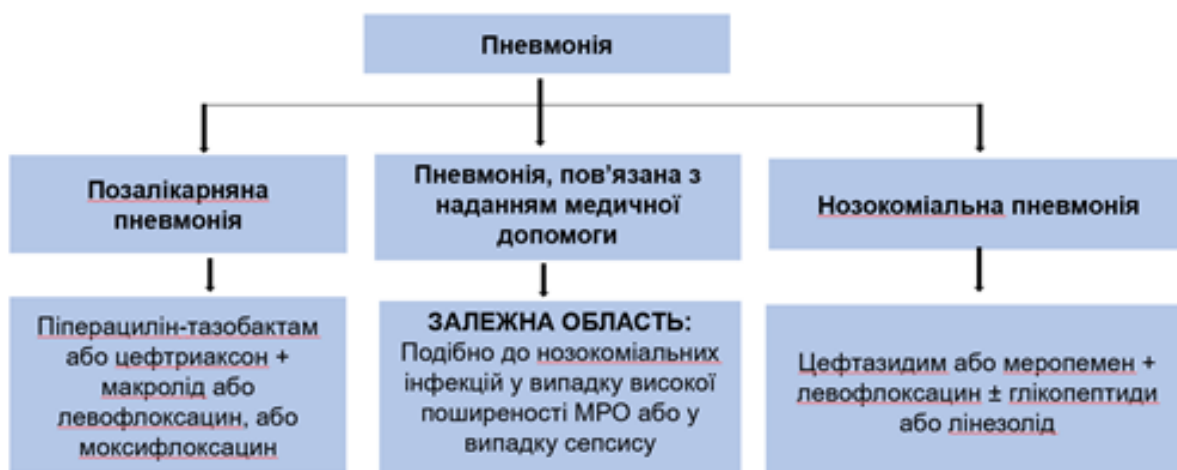 Пневмонія
Позалікарняна
пневмонія
Пневмонія, пов’язана з
наданням медичної
допомоги
Нозокоміальна пневмонія
Піперацилін-тазобактам
або цефтриаксон +
макролід або
левофлоксацин, або
моксифлоксацин
ЗАЛЕЖНА ОБЛАСТЬ:
Подібно до нозокоміальних
інфекцій у випадку високої
поширеності МРО або у
випадку сепсису
Цефтазидим або меропемен +
левофлоксацин ± глікопептиди
або лінезолід